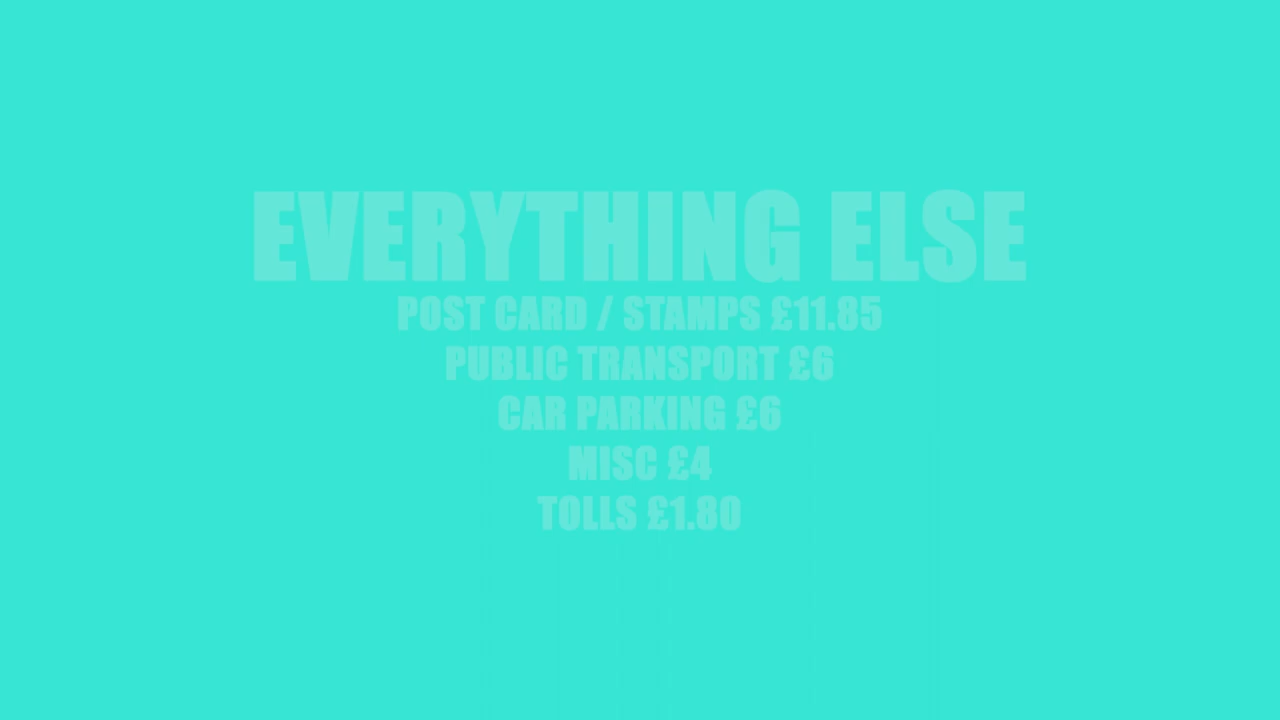 EVERYTHING ELSE
POST CARD / STAMPS £11.85
PUBLIC TRANSPORT £6
CAR PARKING £6
MISC £4
TOLLS £1.80